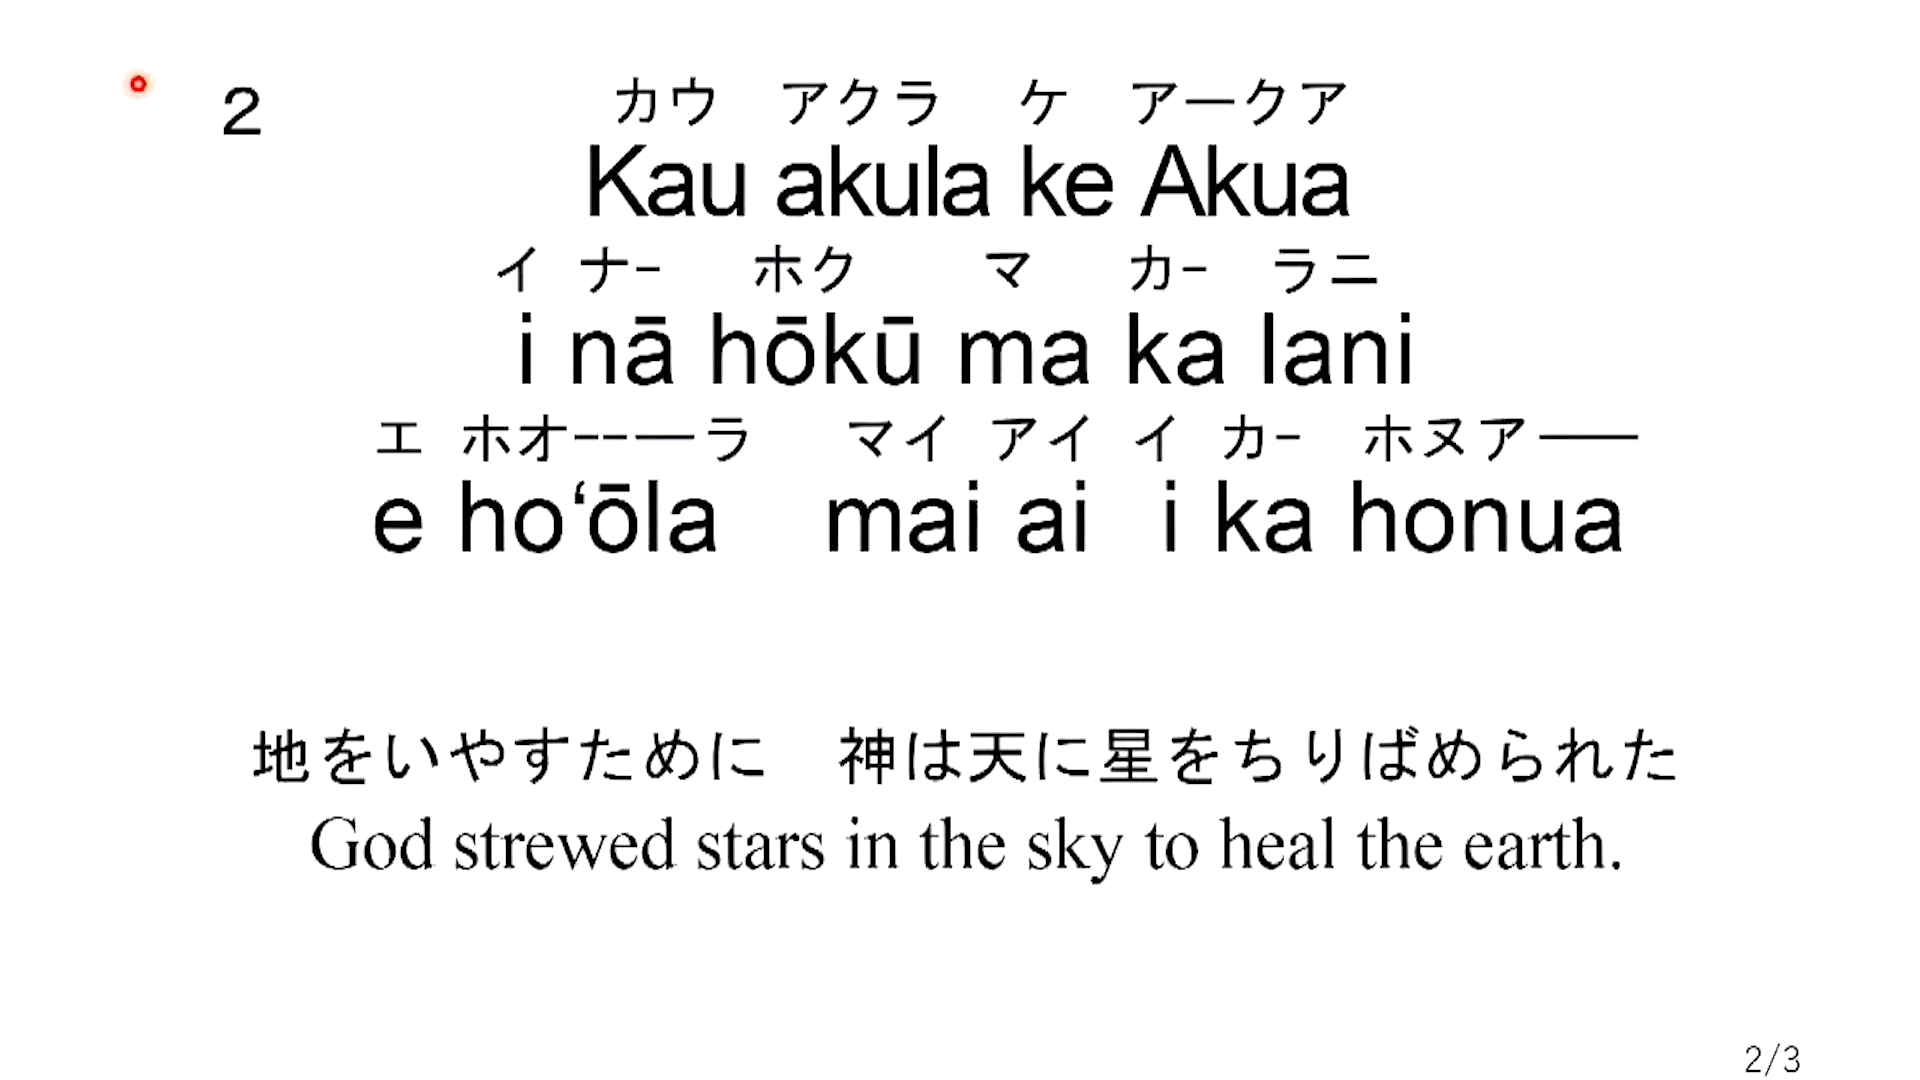 2
カウ　アクラ　ケ　アークア
Kau akula ke Akua
イ ナ-　ホク　マ　カ-　ラニ
i nā hōkū ma ka lani
エ ホオ--―ラ　マイ アイ イ カ-　ホヌア――
e ho‘ōla mai ai i ka honua
地をいやすために　神は天に星をちりばめられた
God strewed stars in the sky to heal the earth.
2/3